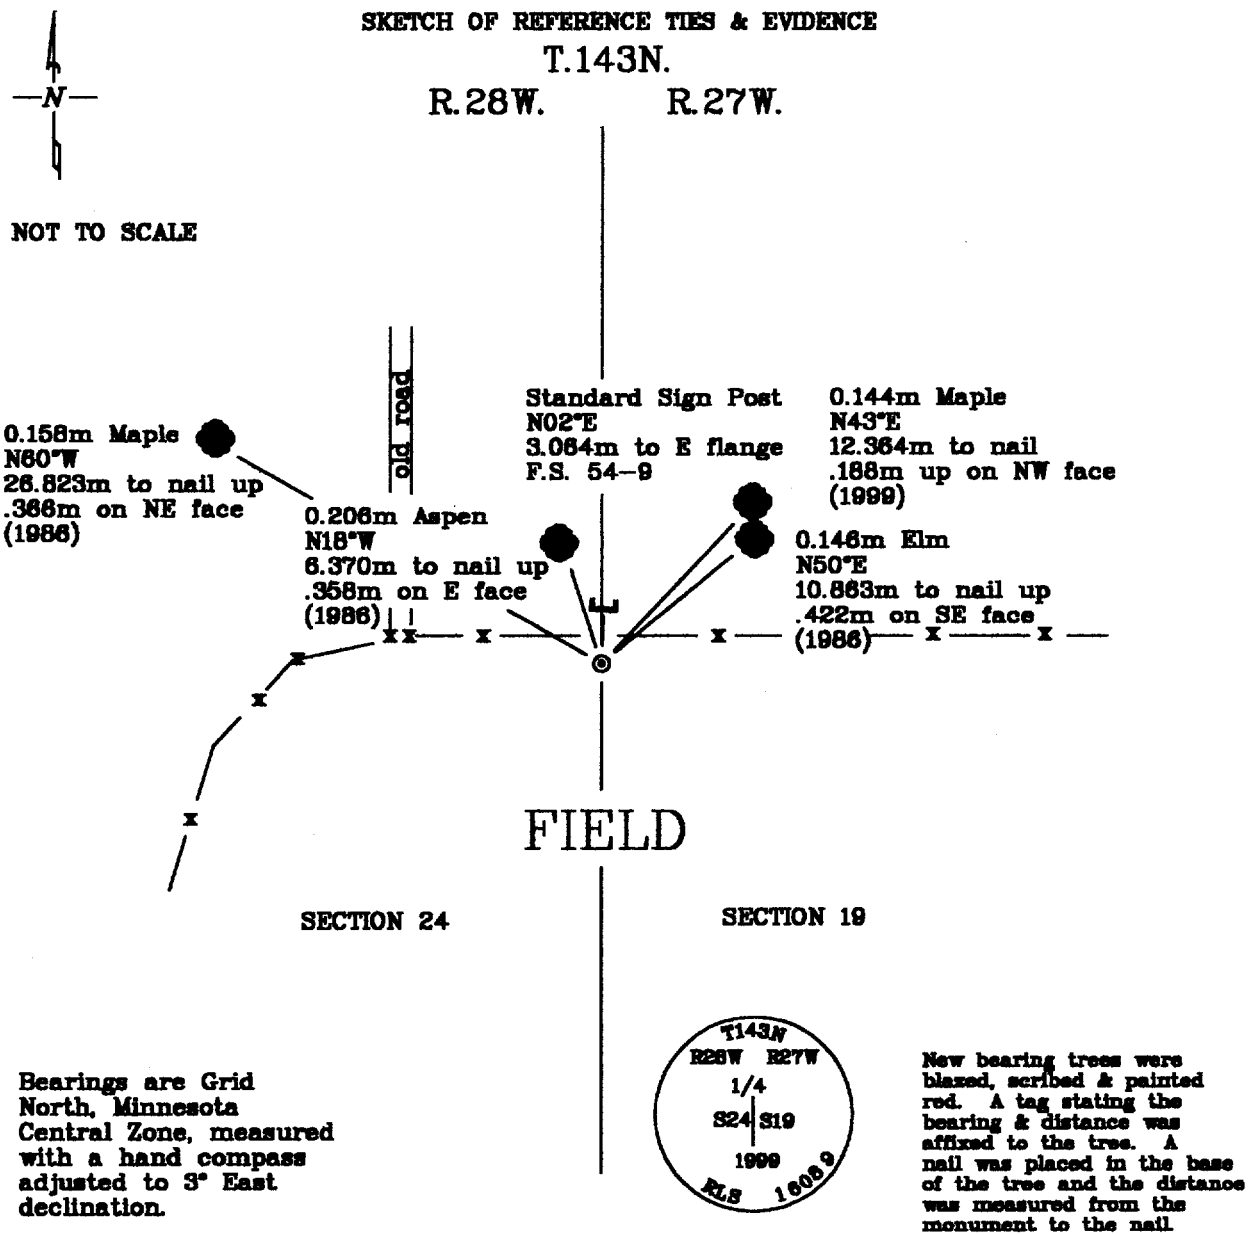 SKETCH OF REFERENCE TIES & EVIDENCE
T.143N.
R.28W. R.27W.
N
NOT TO SCALE
old road
0.158m Maple
N60°W
26.823m to nail up
.366m on NE face
(1986)
0.206m Aspen
N18°W
6.370m to nail up
.358m on E face
(1986)
Standard Sign Post
N02°E
3.064m to E flange
F.S. 54-9
0.144m Maple
N43°E
12.364m to nail
.188m up on NW face
(1999)
0.146m Elm
N50°E
10.863m to nail up
.422m on SE face
(1986)
FIELD
SECTION 24
SECTION 19
Bearings are Grid
North, Minnesota
Central Zone, measured
with a hand compass
adjusted to 3° East
declination.
T143N
R28W R27W
1/4
S24 S19
1999
RLS 16089
New bearing trees were
blazed, scribed & painted
red. A tag stating the
bearing & distance was
affixed to the tree. A
nail was placed in the base
of the tree and the distance
was measured from the
monument to the nail.